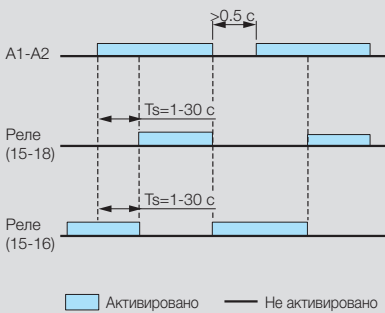 >0.5 с
A1-A2
Ts=1-30 с
Реле
(15-18)
Ts=1-30 с
Реле
(15-16)
Активировано
Не активировано